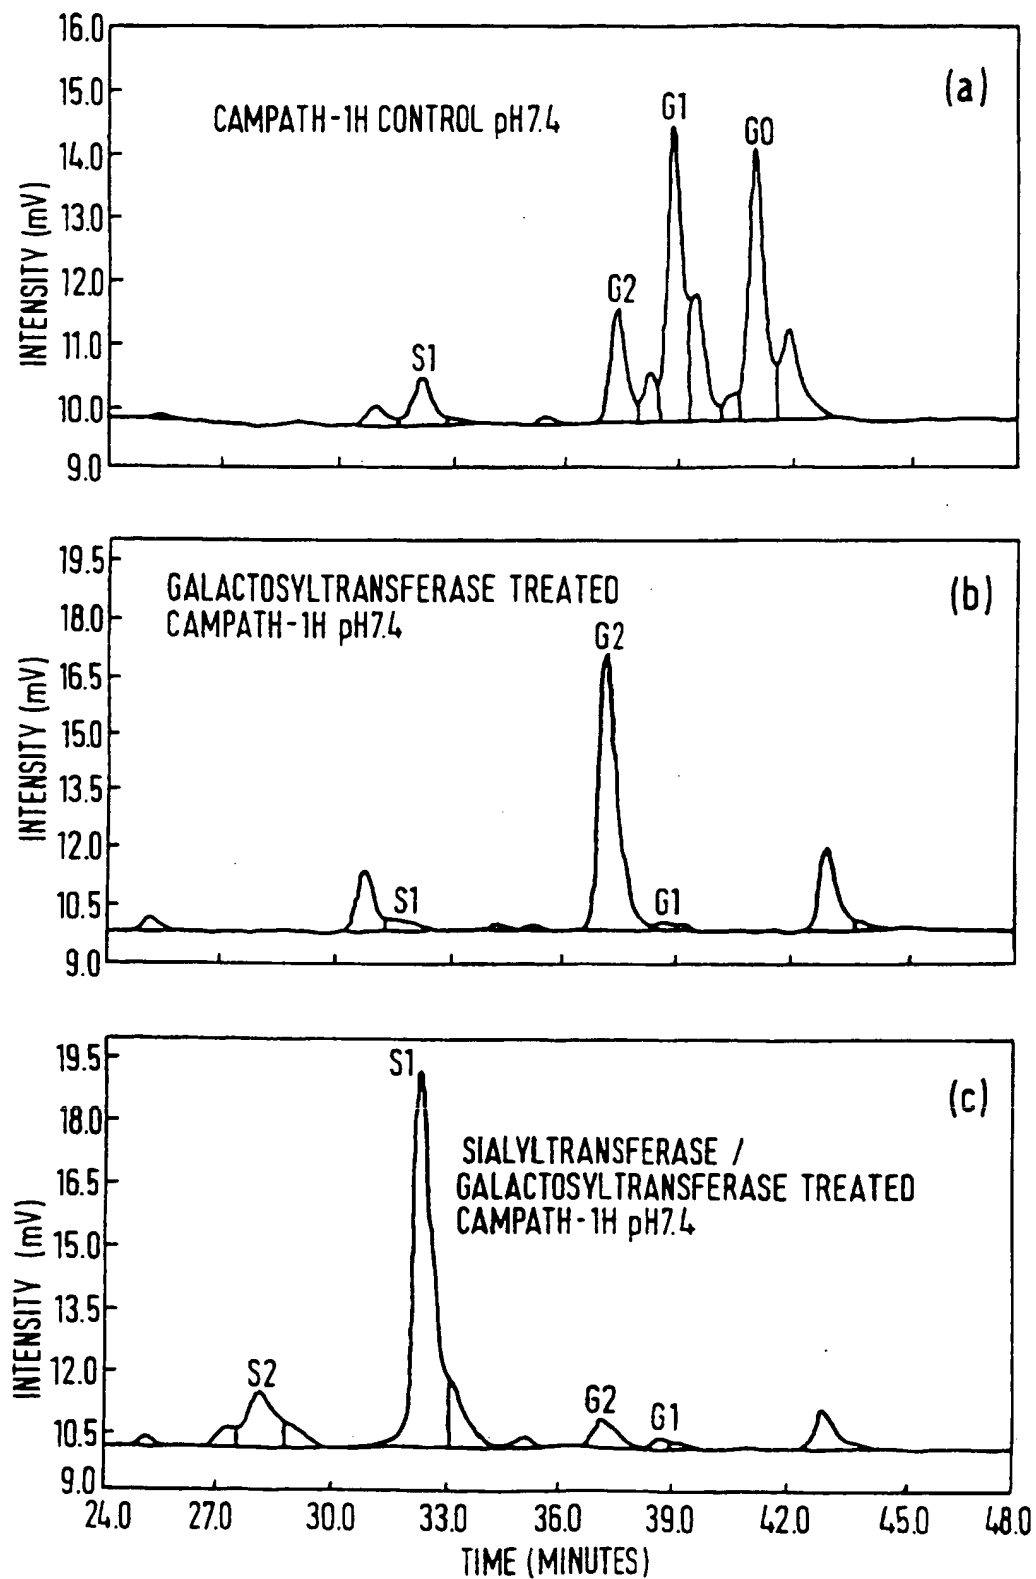 16.0
15.0
14.0
13.0
12.0
11.0
10.0
9.0
INTENSITY (mV)
CAMPATH-1H CONTROL pH7.4
(a)
S1
G2
G1
G0
19.5
18.0
16.5
15.0
13.5
12.0
10.5
9.0
INTENSITY (mV)
GALACTOSYLTRANSFERASE TREATED
CAMPATH-1H pH7.4
(b)
S1
G2
G1
19.5
18.0
16.5
15.0
13.5
12.0
10.5
9.0
INTENSITY (mV)
(c)
SIALYLTRANSFERASE /
GALACTOSYLTRANSFERASE TREATED
CAMPATH-1H pH7.4
S2
S1
G2
G1
24.0 27.0 30.0 33.0 36.0 39.0 42.0 45.0 48.0
TIME (MINUTES)